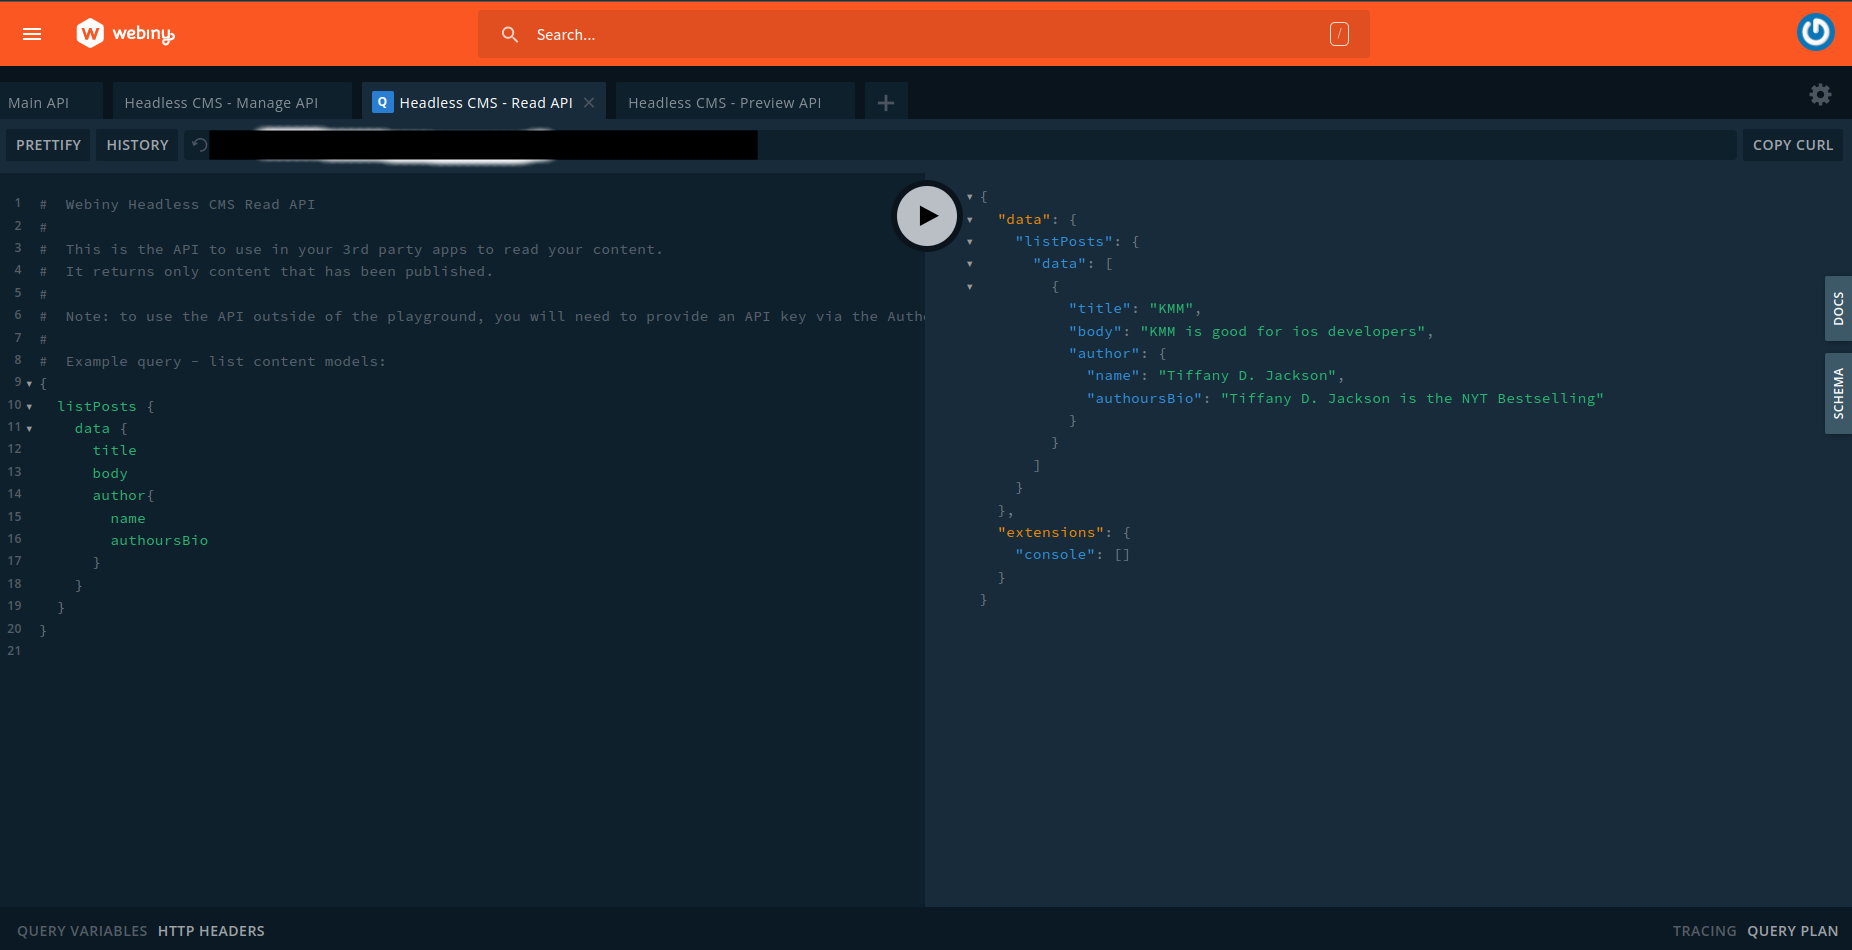 webiny
Search...
/
Main API
Headless CMS - Manage API
Q Headless CMS - Read API
Headless CMS - Preview API
PRETTIFY
HISTORY
COPY CURL
1 # Webiny Headless CMS Read API
2 #
3 # This is the API to use in your 3rd party apps to read your content.
4 # It returns only content that has been published.
5 #
6 # Note: to use the API outside of the playground, you will need to provide an API key via the Auth
7 #
8 # Example query - list content models:
9 {
10 listPosts {
11 data {
12 title
13 body
14 author{
15 name
16 authoursBio
17 }
18 }
19 }
20 }
21
{
"data": {
"listPosts": {
"data": [
{
"title": "KMM",
"body": "KMM is good for ios developers",
"author": {
"name": "Tiffany D. Jackson",
"authoursBio": "Tiffany D. Jackson is the NYT Bestselling"
}
}
]
}
},
"extensions": {
"console": []
}
}
DOCS
SCHEMA
QUERY VARIABLES
HTTP HEADERS
TRACING
QUERY PLAN